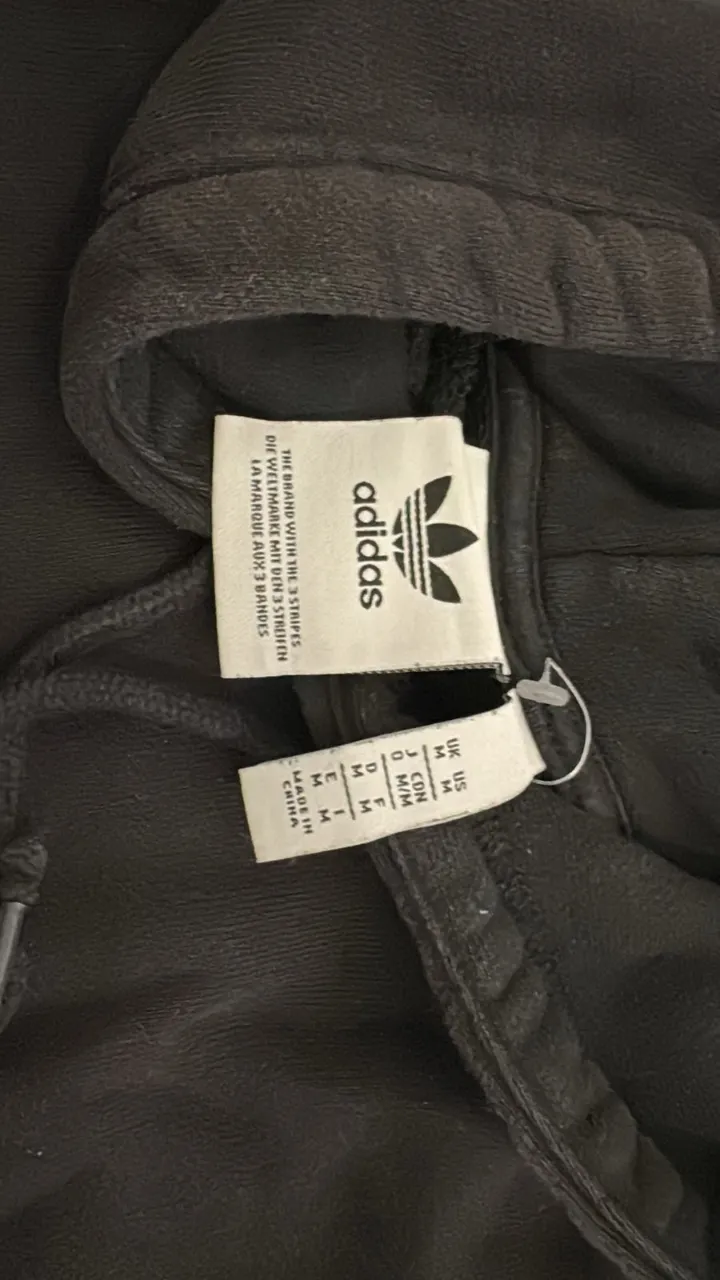 adidas
THE BRAND WITH THE 3 STRIPES
DIE WELTMARKE MIT DEN 3 STREIFEN
LA MARQUE AUX 3 BANDES
UK US
M M
J CDN
O M/M
D F
M M
E I
M M
MADE IN
CHINA